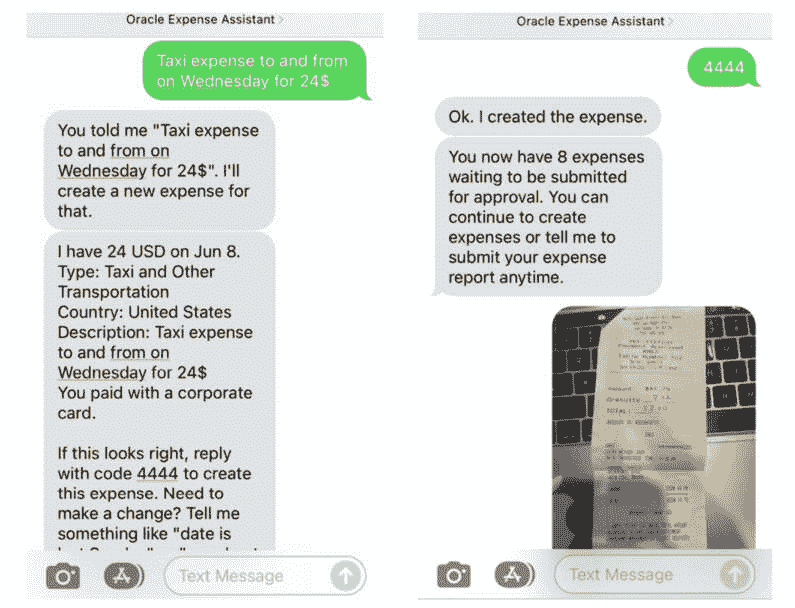 Oracle Expense Assistant
Taxi expense to and from
on Wednesday for 24$
You told me "Taxi expense
to and from on
Wednesday for 24$". I'll
create a new expense for
that.
I have 24 USD on Jun 8.
Type: Taxi and Other
Transportation
Country: United States
Description: Taxi expense
to and from on
Wednesday for 24$
You paid with a corporate
card.
If this looks right, reply
with code 4444 to create
this expense. Need to
make a change? Tell me
something like "date is
Text Message
Oracle Expense Assistant
4444
Ok. I created the expense.
You now have 8 expenses
waiting to be submitted
for approval. You can
continue to create
expenses or tell me to
submit your expense
report anytime.
Text Message